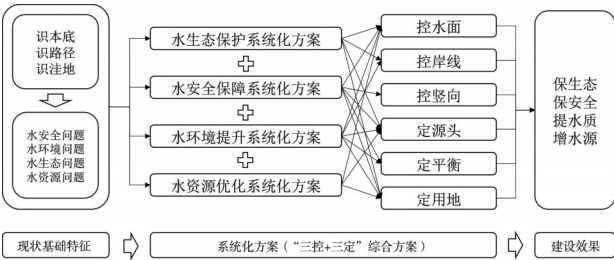 识本底
识路径
识洼地
水安全问题
水环境问题
水生态问题
水资源问题
水生态保护系统化方案
水安全保障系统化方案
水环境提升系统化方案
水资源优化系统化方案
控水面
控岸线
控竖向
定源头
定平衡
定用地
保生态
保安全
提水质
增水源
现状基础特征
系统化方案(“三控+三定”综合方案)
建设效果